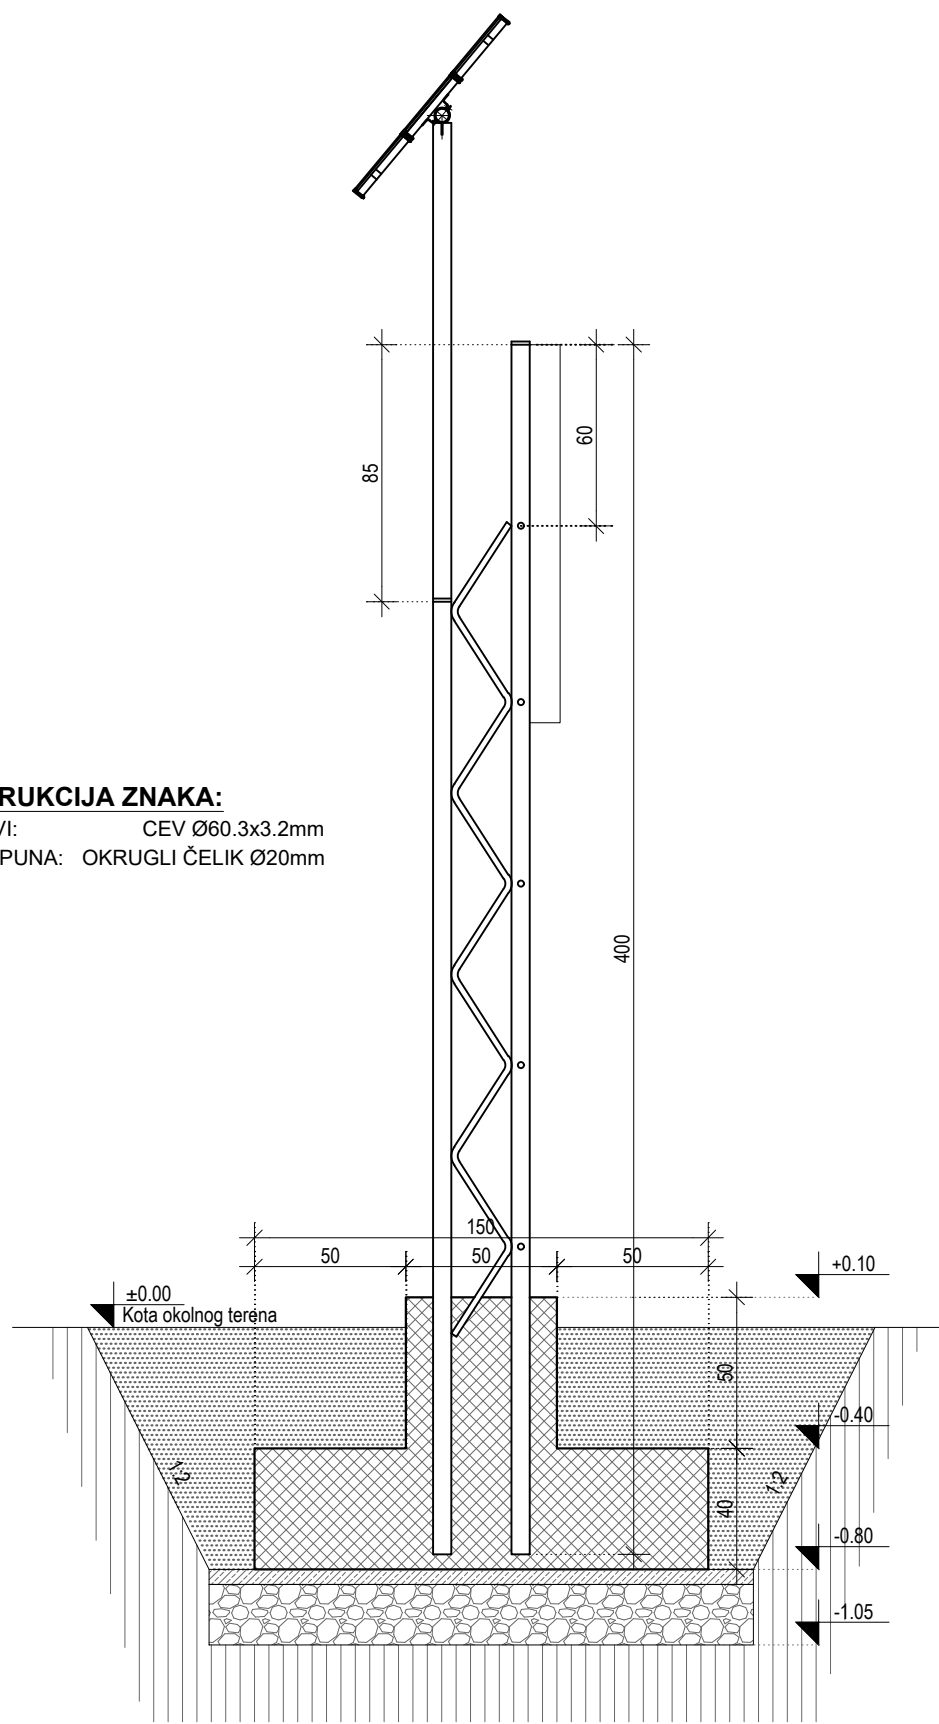 85
60
RUKCIJA ZNAKA:
VI: CEV Ø60.3x3.2mm
PUNA: OKRUGLI ČELIK Ø20mm
400
150
50 50 50
+0.10
±0.00
Kota okolnog terena
50
-0.40
1:2
1:2
40
-0.80
-1.05